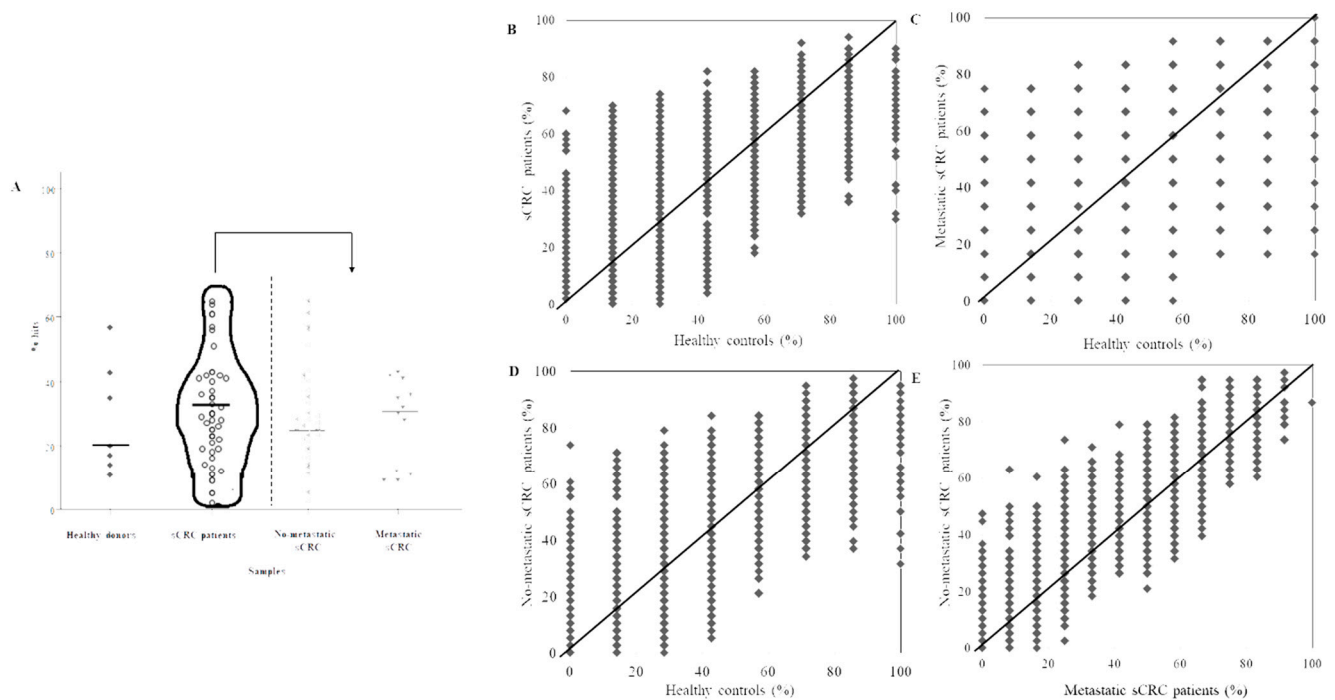 A
100
80
60
40
20
0
% hits
Healthy donors
sCRC patients
No-metastatic
sCRC
Metastatic
sCRC
Samples
B
100
80
60
40
20
0
sCRC patients (%)
0 20 40 60 80 100
Healthy controls (%)
C
100
80
60
40
20
0
Metastatic sCRC patients (%)
0 20 40 60 80 100
Healthy controls (%)
D
100
80
60
40
20
0
No-metastatic sCRC patients (%)
0 20 40 60 80 100
Healthy controls (%)
E
100
80
60
40
20
0
No-metastatic sCRC patients (%)
0 20 40 60 80 100
Metastatic sCRC patients (%)